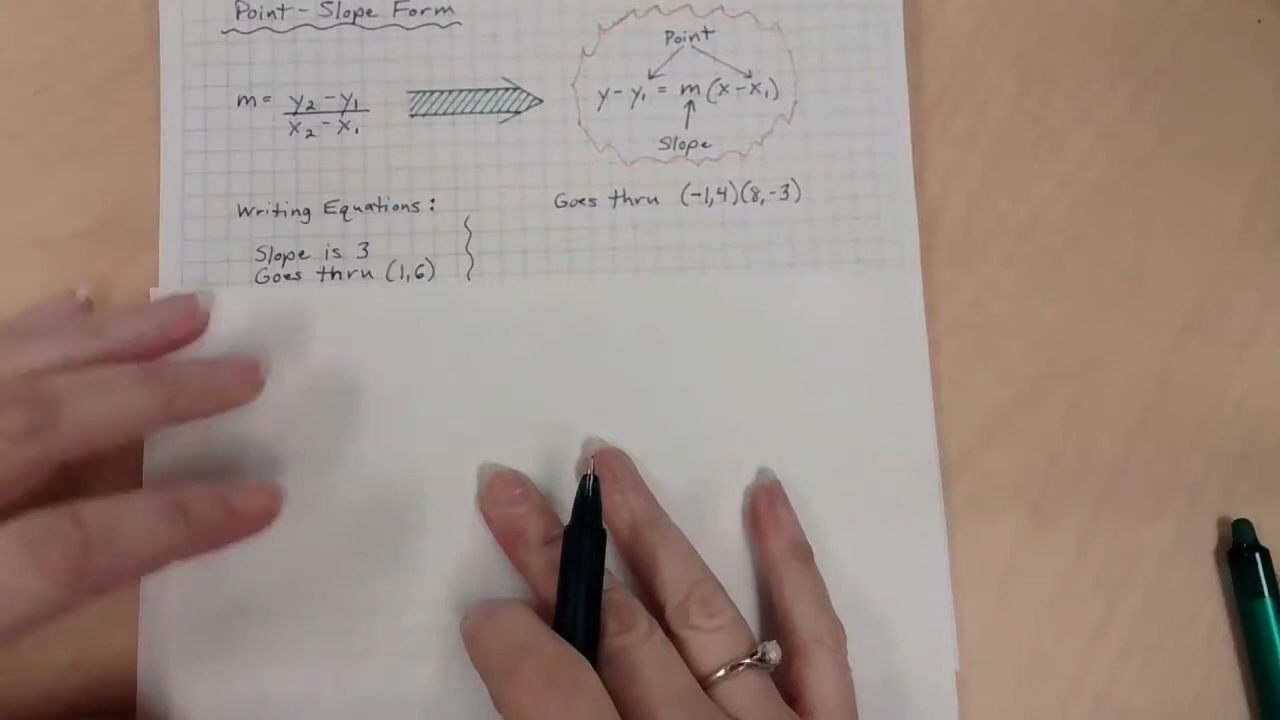 Point-Slope Form
Point
m = y₂ - y₁ / x₂ - x₁
y - y₁ = m (x - x₁)
Slope
Writing Equations:
Goes thru (-1,4)(8,-3)
Slope is 3
Goes thru (1,6)